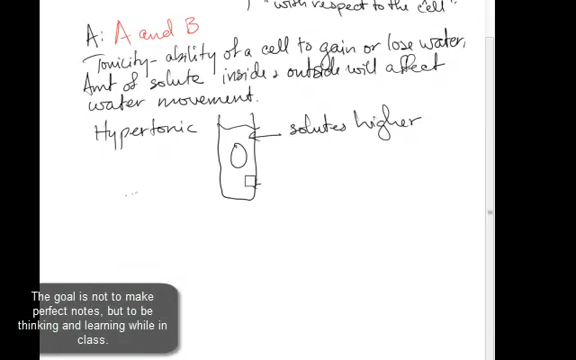 "with respect to the cell"
A: A and B
Tonicity - ability of a cell to gain or lose water.
Amt of solute inside & outside will affect
water movement.
Hypertonic
solutes higher
The goal is not to make
perfect notes, but to be
thinking and learning while in
class.